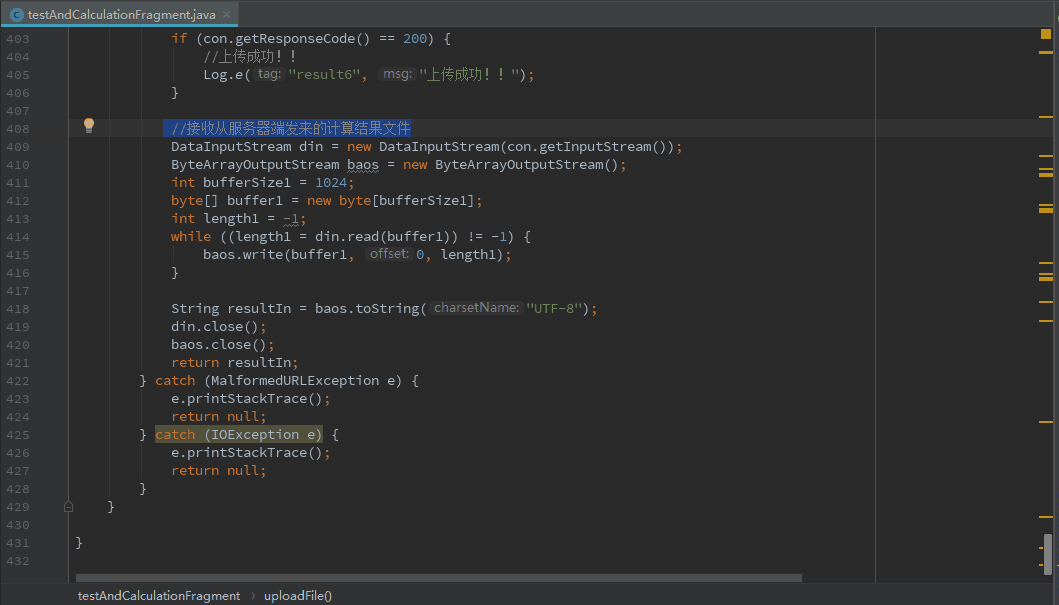 testAndCalculationFragment.java
403 if (con.getResponseCode() == 200) {
404 //上传成功！！
405 Log.e( tag: "result6", msg: "上传成功！！");
406 }
407
408 //接收从服务器端发来的计算结果文件
409 DataInputStream din = new DataInputStream(con.getInputStream());
410 ByteArrayOutputStream baos = new ByteArrayOutputStream();
411 int bufferSize1 = 1024;
412 byte[] buffer1 = new byte[bufferSize1];
413 int length1 = -1;
414 while ((length1 = din.read(buffer1)) != -1) {
415 baos.write(buffer1, offset: 0, length1);
416 }
417
418 String resultIn = baos.toString( charsetName: "UTF-8");
419 din.close();
420 baos.close();
421 return resultIn;
422 } catch (MalformedURLException e) {
423 e.printStackTrace();
424 return null;
425 } catch (IOException e) {
426 e.printStackTrace();
427 return null;
428 }
429 }
430
431 }
432
testAndCalculationFragment › uploadFile()